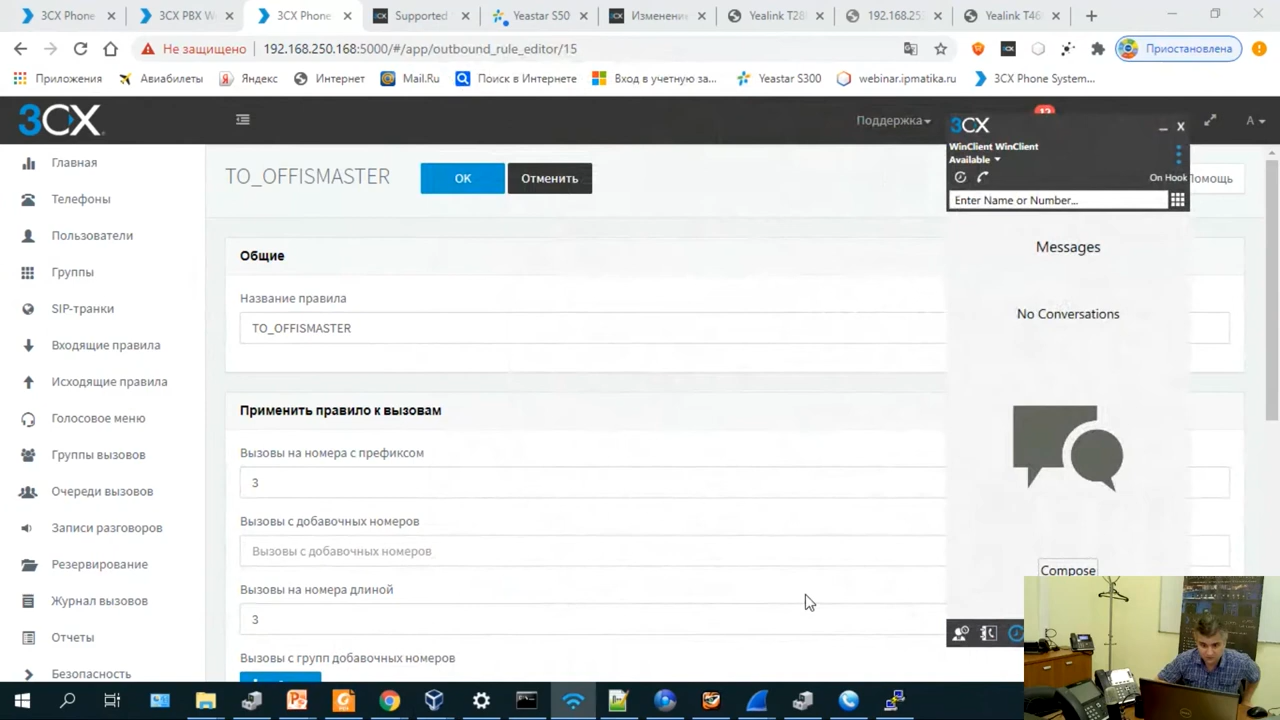 3CX Phone
3CX PBX W
3CX Phone
Supported
Yeastar S50
Изменение
Yealink T28
192.168.25
Yealink T46
Не защищено
192.168.250.168:5000/#/app/outbound_rule_editor/15
Приостановлена
Приложения
Авиабилеты
Яндекс
Интернет
Mail.Ru
Поиск в Интернете
Вход в учетную за...
Yeastar S300
webinar.ipmatika.ru
3CX Phone System...
3CX
Поддержка
12
A
Главная
Телефоны
Пользователи
Группы
SIP-транки
Входящие правила
Исходящие правила
Голосовое меню
Группы вызовов
Очереди вызовов
Записи разговоров
Резервирование
Журнал вызовов
Отчеты
Безопасность
TO_OFFISMASTER
OK
Отменить
Помощь
Общие
Название правила
TO_OFFISMASTER
Применить правило к вызовам
Вызовы на номера с префиксом
3
Вызовы с добавочных номеров
Вызовы с добавочных номеров
Вызовы на номера длиной
3
Вызовы с групп добавочных номеров
3CX
WinClient WinClient
Available
On Hook
Enter Name or Number...
Messages
No Conversations
Compose